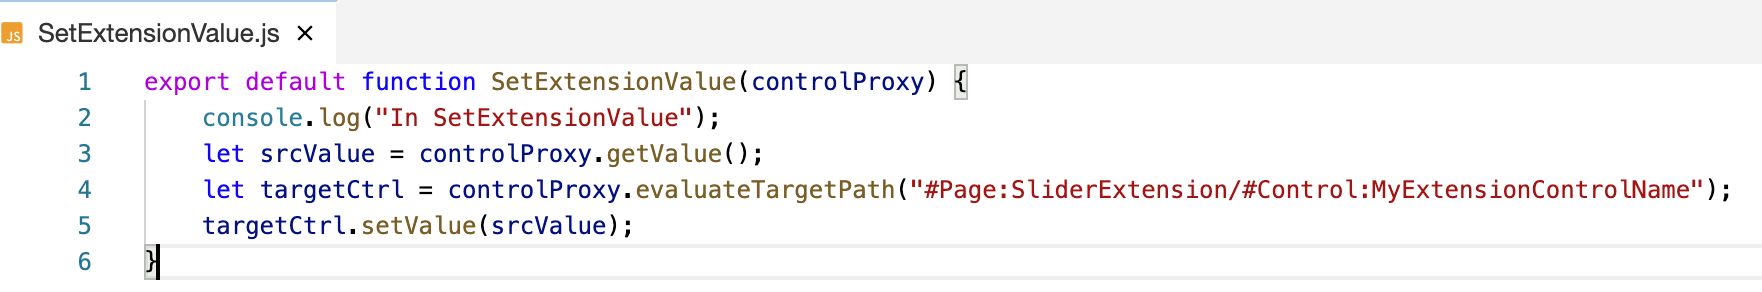 JS SetExtensionValue.js ×
1 export default function SetExtensionValue(controlProxy) {
2     console.log("In SetExtensionValue");
3     let srcValue = controlProxy.getValue();
4     let targetCtrl = controlProxy.evaluateTargetPath("#Page:SliderExtension/#Control:MyExtensionControlName");
5     targetCtrl.setValue(srcValue);
6 }